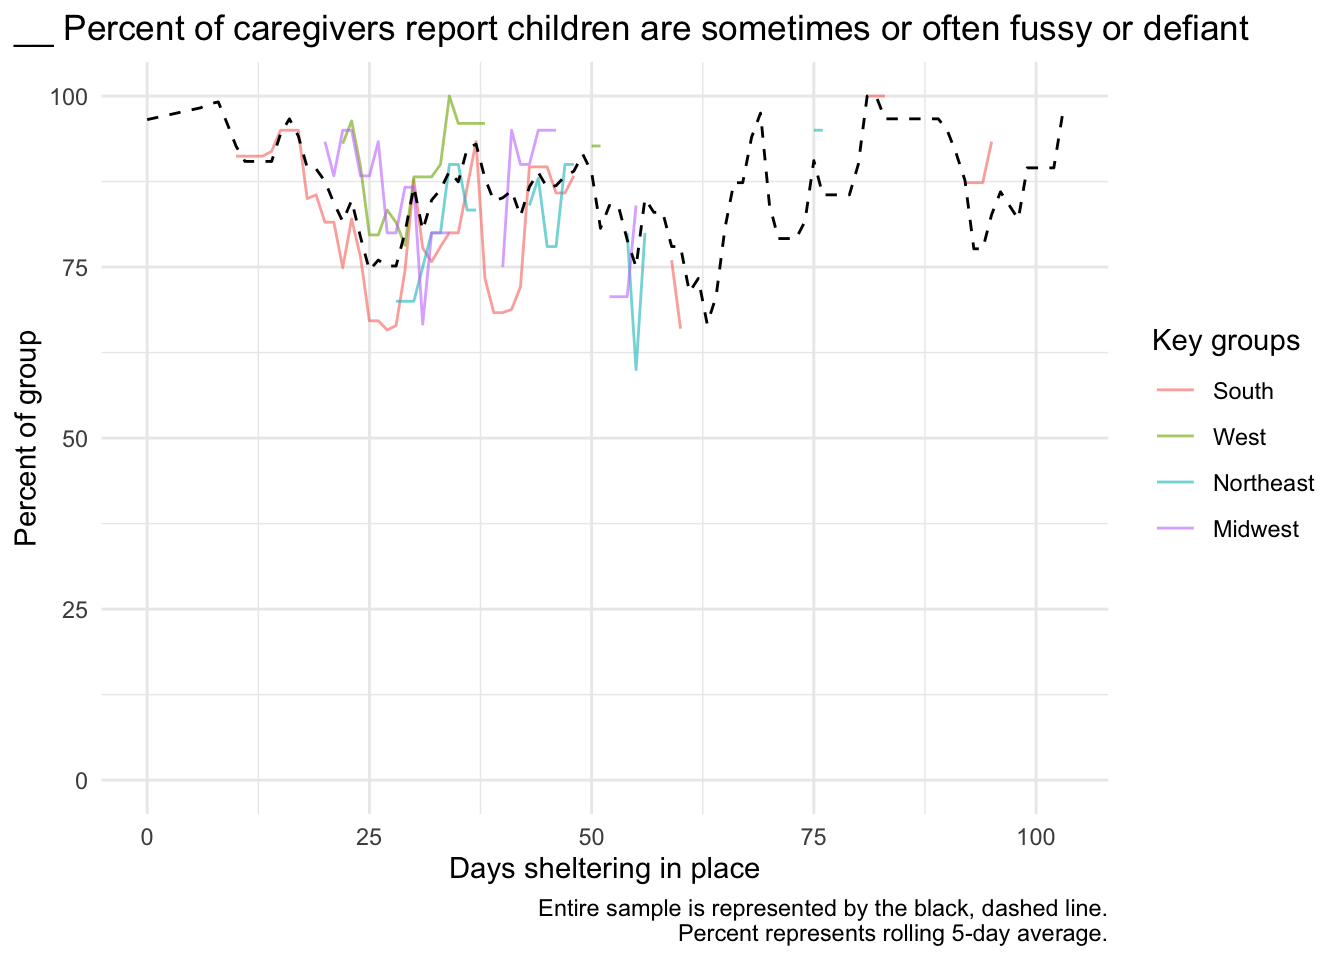 __ Percent of caregivers report children are sometimes or often fussy or defiant
100
75
50
25
0
Percent of group
0 25 50 75 100
Days sheltering in place
Key groups
South
West
Northeast
Midwest
Entire sample is represented by the black, dashed line.
Percent represents rolling 5-day average.